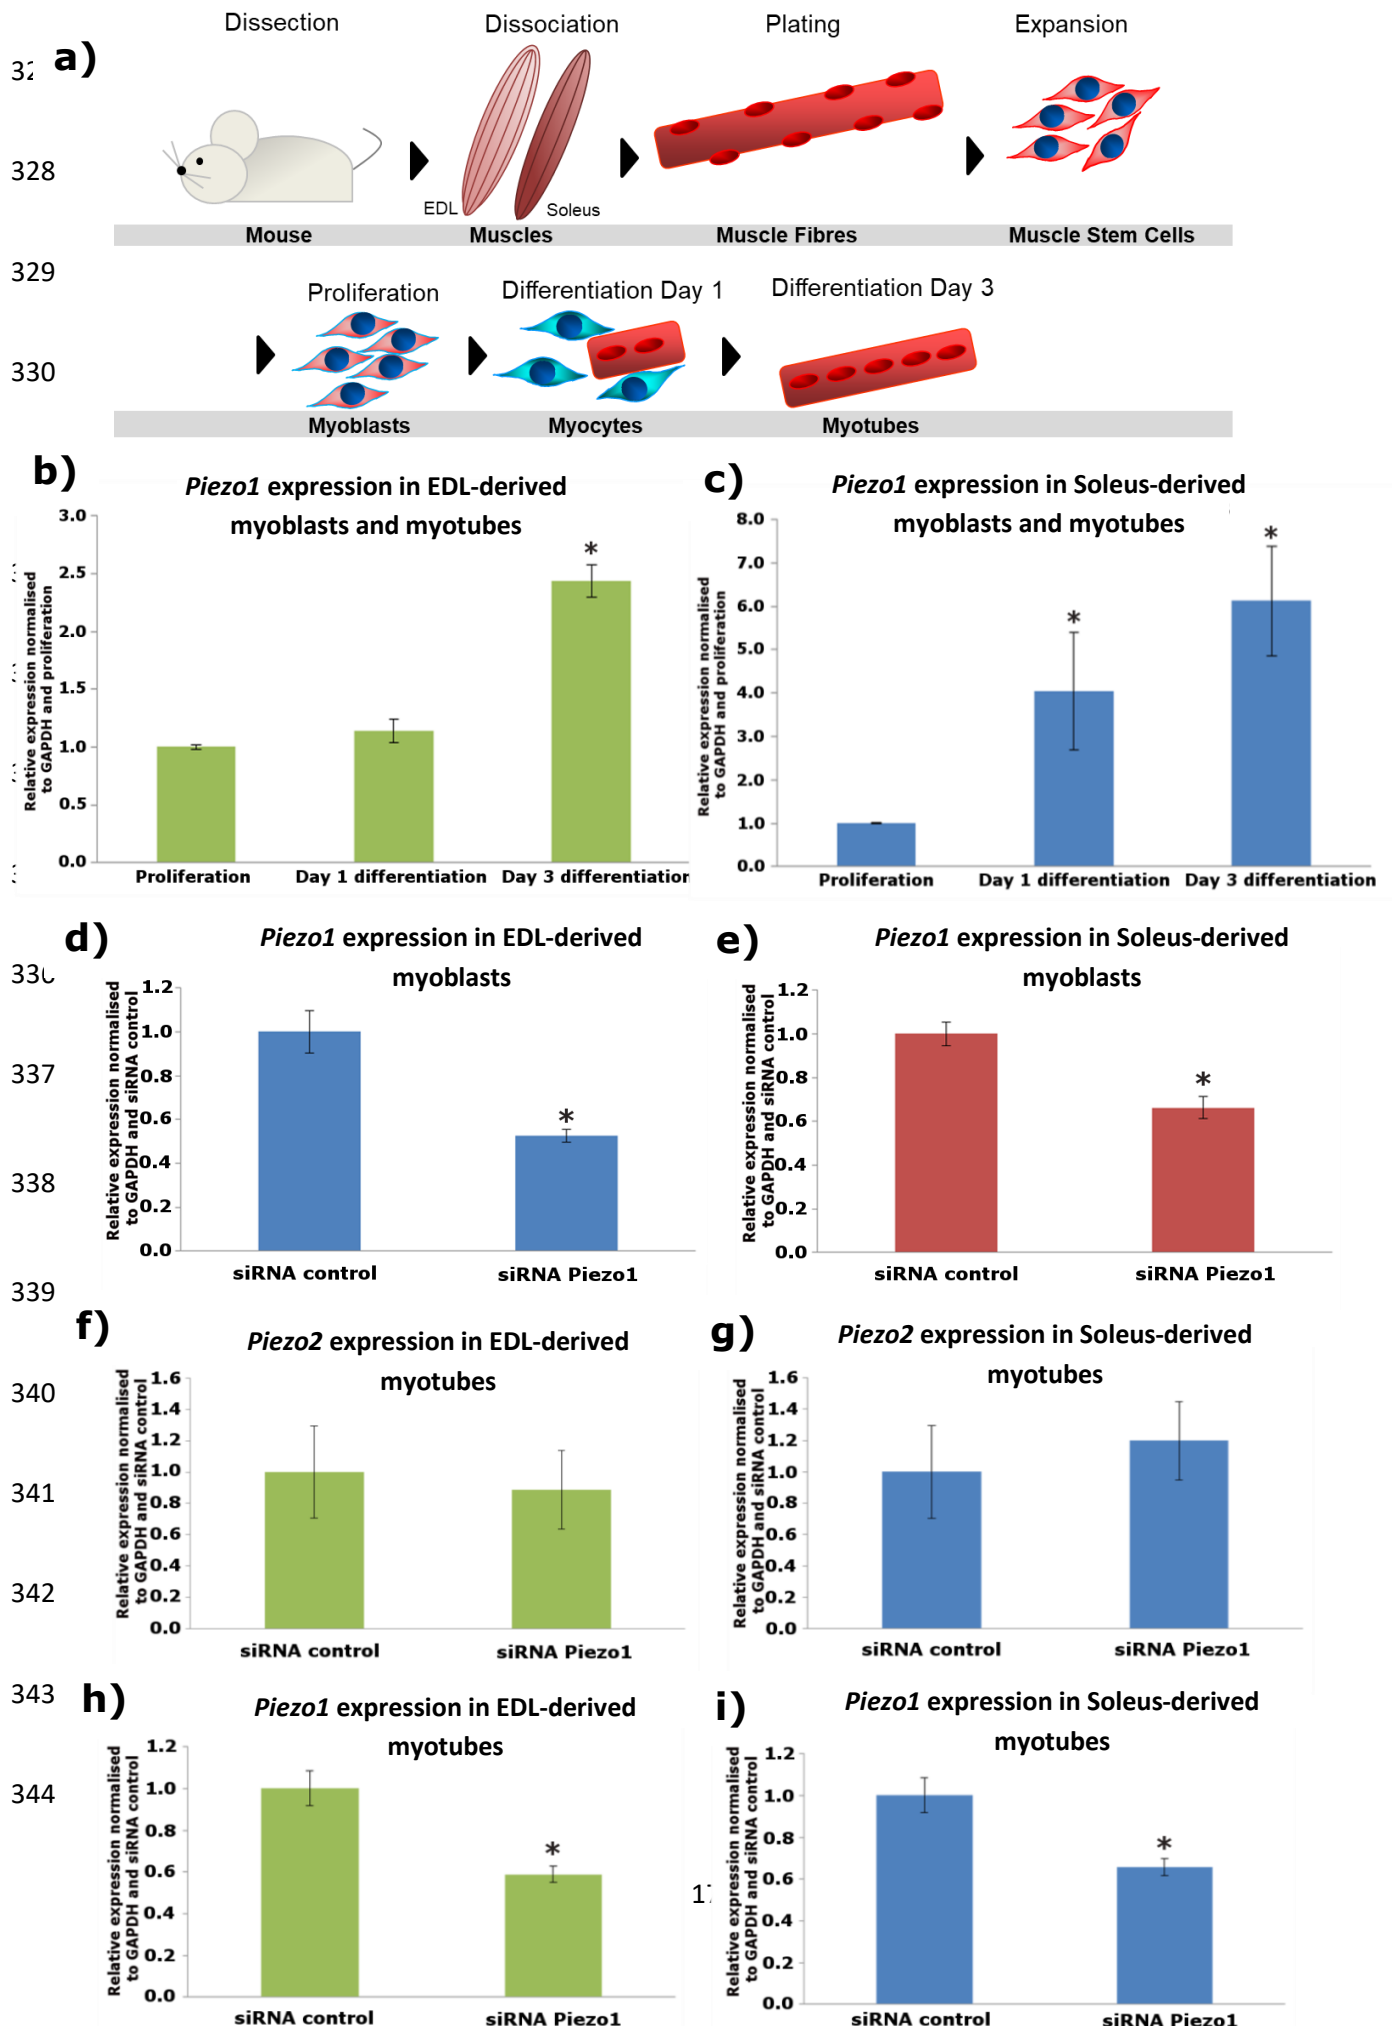 Dissection Dissociation Plating Expansion
a)
328
EDL Soleus
Mouse Muscles Muscle Fibres Muscle Stem Cells
329
Proliferation Differentiation Day 1 Differentiation Day 3
330
Myoblasts Myocytes Myotubes
b)
Piezo1 expression in EDL-derived
myoblasts and myotubes
Relative expression normalised
to GAPDH and proliferation
3.0
2.5
2.0
1.5
1.0
0.5
0.0
*
Proliferation Day 1 differentiation Day 3 differentiation
c)
Piezo1 expression in Soleus-derived
myoblasts and myotubes
Relative expression normalised
to GAPDH and proliferation
8.0
7.0
6.0
5.0
4.0
3.0
2.0
1.0
0.0
*
*
Proliferation Day 1 differentiation Day 3 differentiation
d)
Piezo1 expression in EDL-derived
myoblasts
Relative expression normalised
to GAPDH and siRNA control
1.2
1.0
0.8
0.6
0.4
0.2
0.0
*
siRNA control siRNA Piezo1
e)
Piezo1 expression in Soleus-derived
myoblasts
Relative expression normalised
to GAPDH and siRNA control
1.2
1.0
0.8
0.6
0.4
0.2
0.0
*
siRNA control siRNA Piezo1
337
338
339
f)
Piezo2 expression in EDL-derived
myotubes
Relative expression normalised
to GAPDH and siRNA control
1.6
1.4
1.2
1.0
0.8
0.6
0.4
0.2
0.0
siRNA control siRNA Piezo1
g)
Piezo2 expression in Soleus-derived
myotubes
Relative expression normalised
to GAPDH and siRNA control
1.6
1.4
1.2
1.0
0.8
0.6
0.4
0.2
0.0
siRNA control siRNA Piezo1
340
341
342
343
h)
Piezo1 expression in EDL-derived
myotubes
Relative expression normalised
to GAPDH and siRNA control
1.2
1.0
0.8
0.6
0.4
0.2
0.0
*
siRNA control siRNA Piezo1
i)
Piezo1 expression in Soleus-derived
myotubes
Relative expression normalised
to GAPDH and siRNA control
1.2
1.0
0.8
0.6
0.4
0.2
0.0
*
siRNA control siRNA Piezo1
344
17